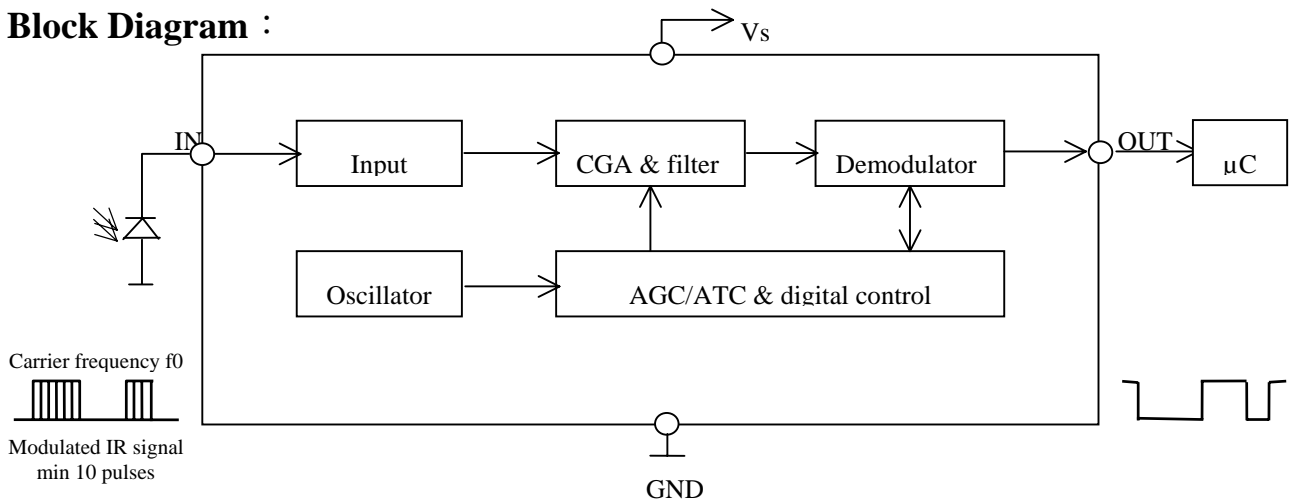 Block Diagram：
Vs
IN
Input
CGA & filter
Demodulator
OUT
µC
Oscillator
AGC/ATC & digital control
Carrier frequency f0
Modulated IR signal
min 10 pulses
GND